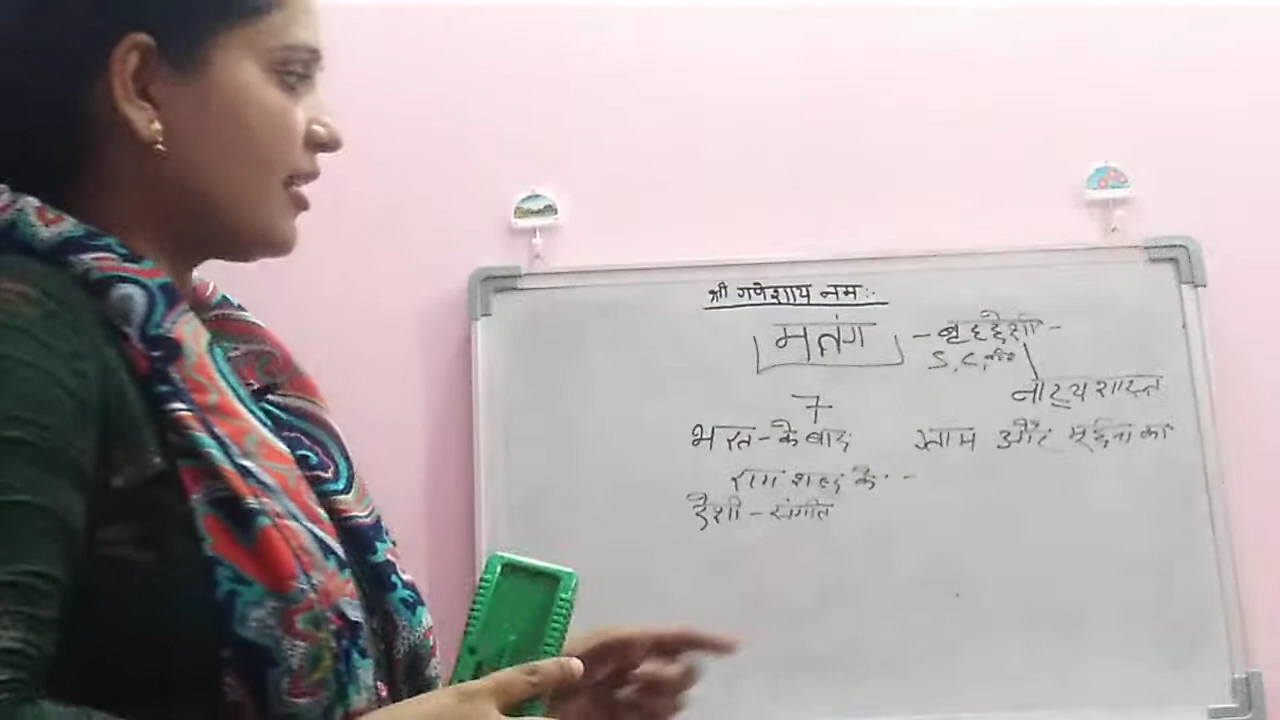 श्री गणेशाय नमः
मतंग - बृहद्देशी -
नाट्यशास्त्र
7
भरत - के बाद ग्राम और मूर्छना का
राग शब्द के - -
देशी - संगीत